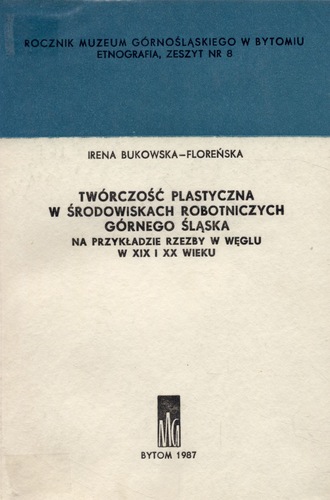 ROCZNIK MUZEUM GÓRNOŚLĄSKIEGO W BYTOMIU
ETNOGRAFIA, ZESZYT NR 8
IRENA BUKOWSKA-FLOREŃSKA
TWÓRCZOŚĆ PLASTYCZNA
W ŚRODOWISKACH ROBOTNICZYCH
GÓRNEGO ŚLĄSKA
NA PRZYKŁADZIE RZEZBY W WĘGLU
W XIX I XX WIEKU
MG
BYTOM 1987